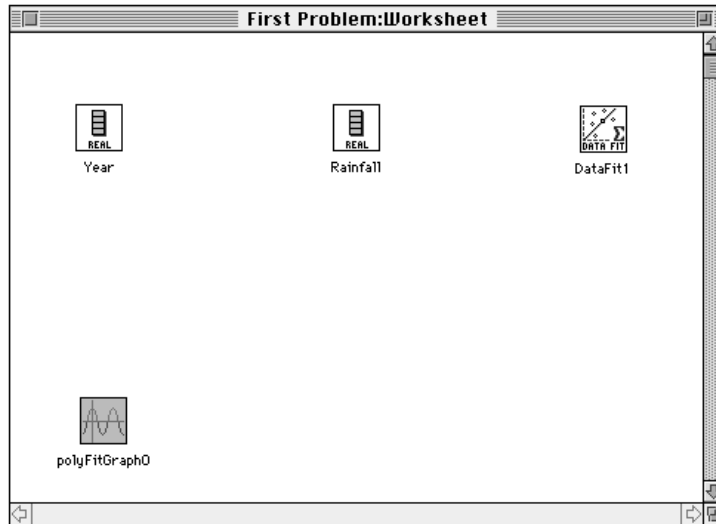 First Problem:Worksheet
REAL
Year
REAL
Rainfall
Σ
DATA FIT
DataFit1
polyFitGraph0